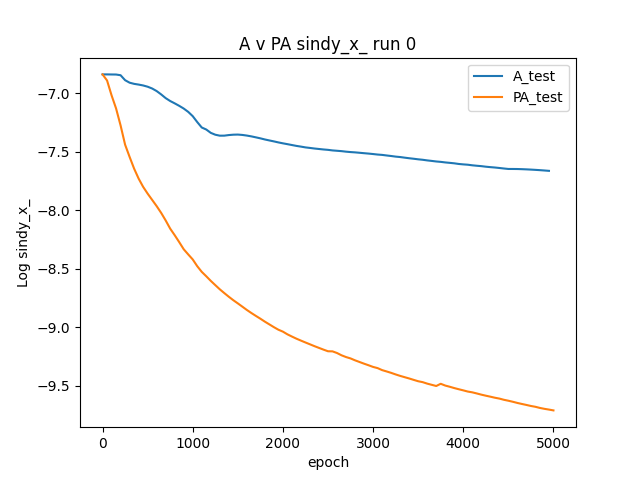 A v PA sindy_x_ run 0
A_test
PA_test
−7.0
−7.5
−8.0
−8.5
−9.0
−9.5
Log sindy_x_
0 1000 2000 3000 4000 5000
epoch